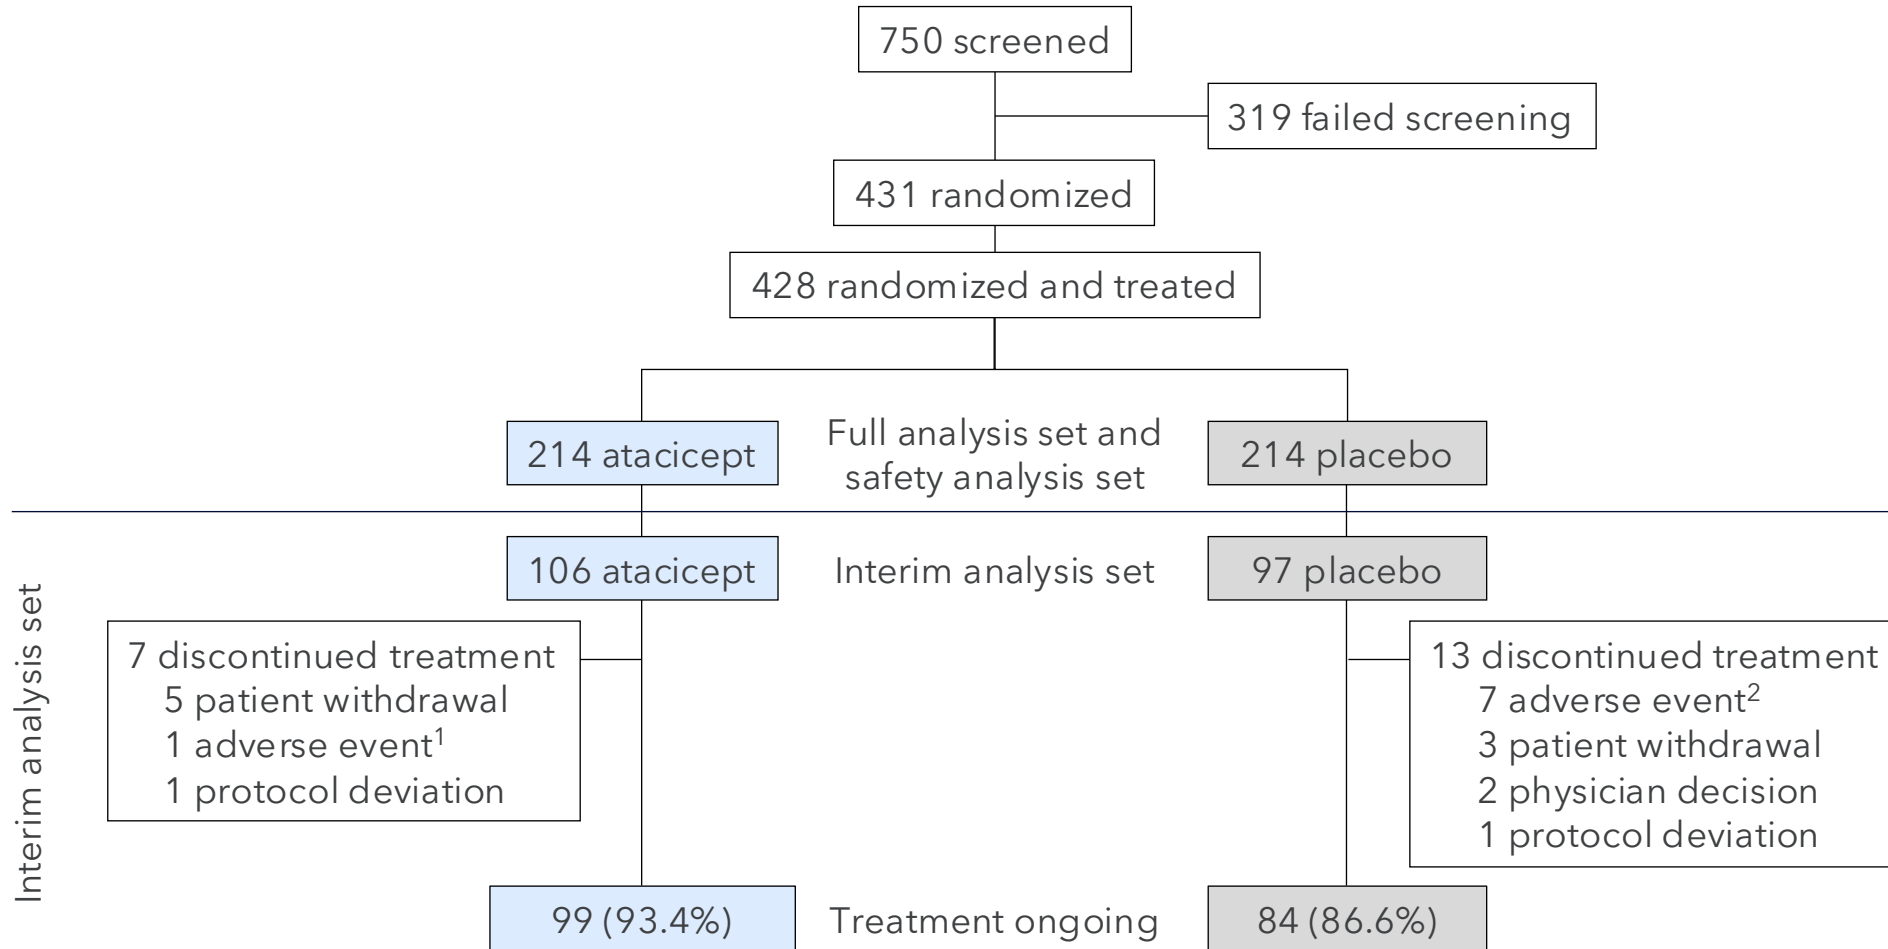 750 screened
319 failed screening
431 randomized
428 randomized and treated
214 atacicept
Full analysis set and
safety analysis set
214 placebo
Interim analysis set
106 atacicept
Interim analysis set
97 placebo
7 discontinued treatment
5 patient withdrawal
1 adverse event¹
1 protocol deviation
13 discontinued treatment
7 adverse event²
3 patient withdrawal
2 physician decision
1 protocol deviation
99 (93.4%)
Treatment ongoing
84 (86.6%)